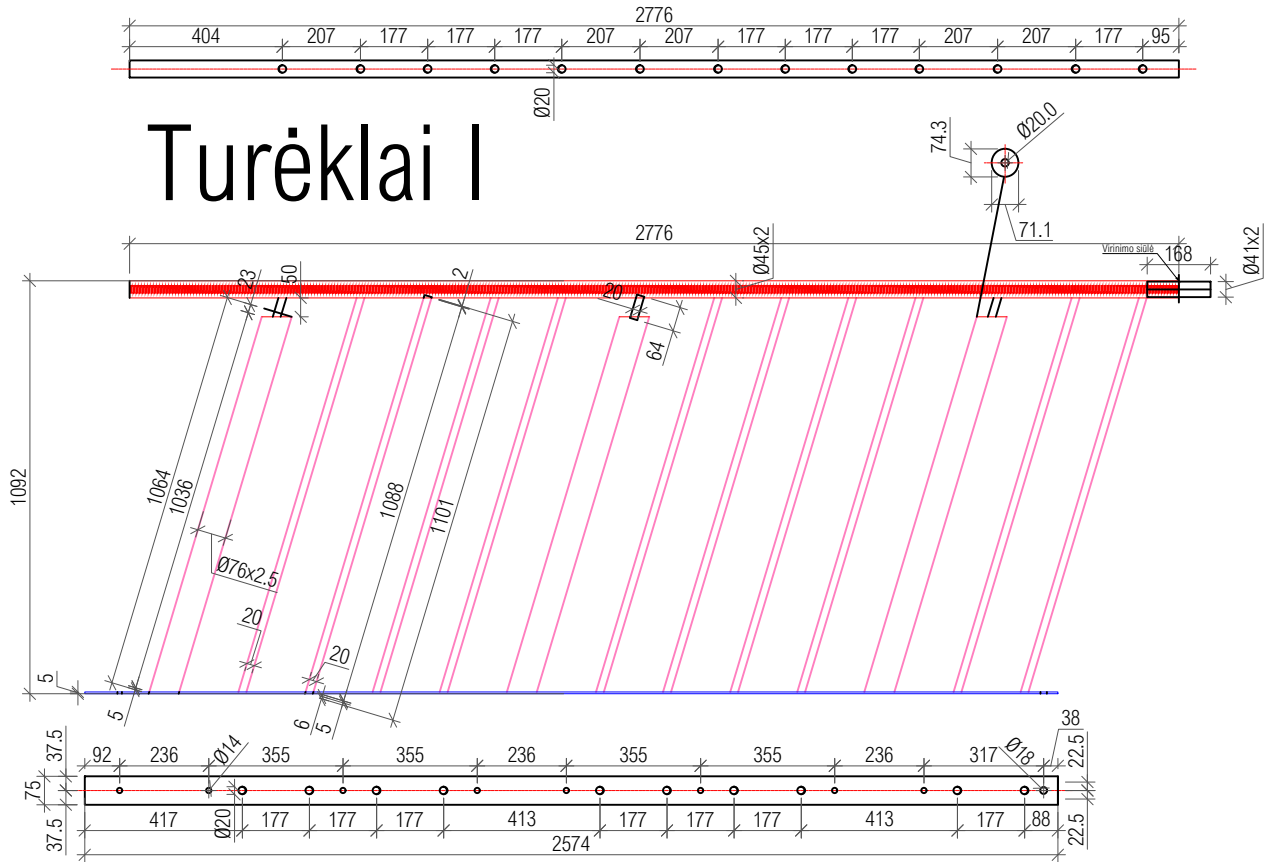 2776
404 207 177 177 177 207 207 177 177 177 207 207 177 95
Ø20
Turėklai I
74.3
Ø20.0
71.1
2776
Virinimo siūlė
168
Ø45x2
Ø41x2
23
50
2
20
64
1092
1064
1036
1088
1101
Ø76x2.5
20
20
5
5
6
5
38
37.5
92 236 Ø14 355 355 236 355 355 236 317 Ø18
22.5
75
37.5
417 Ø20 177 177 177 413 177 177 177 413 177 88
22.5
2574